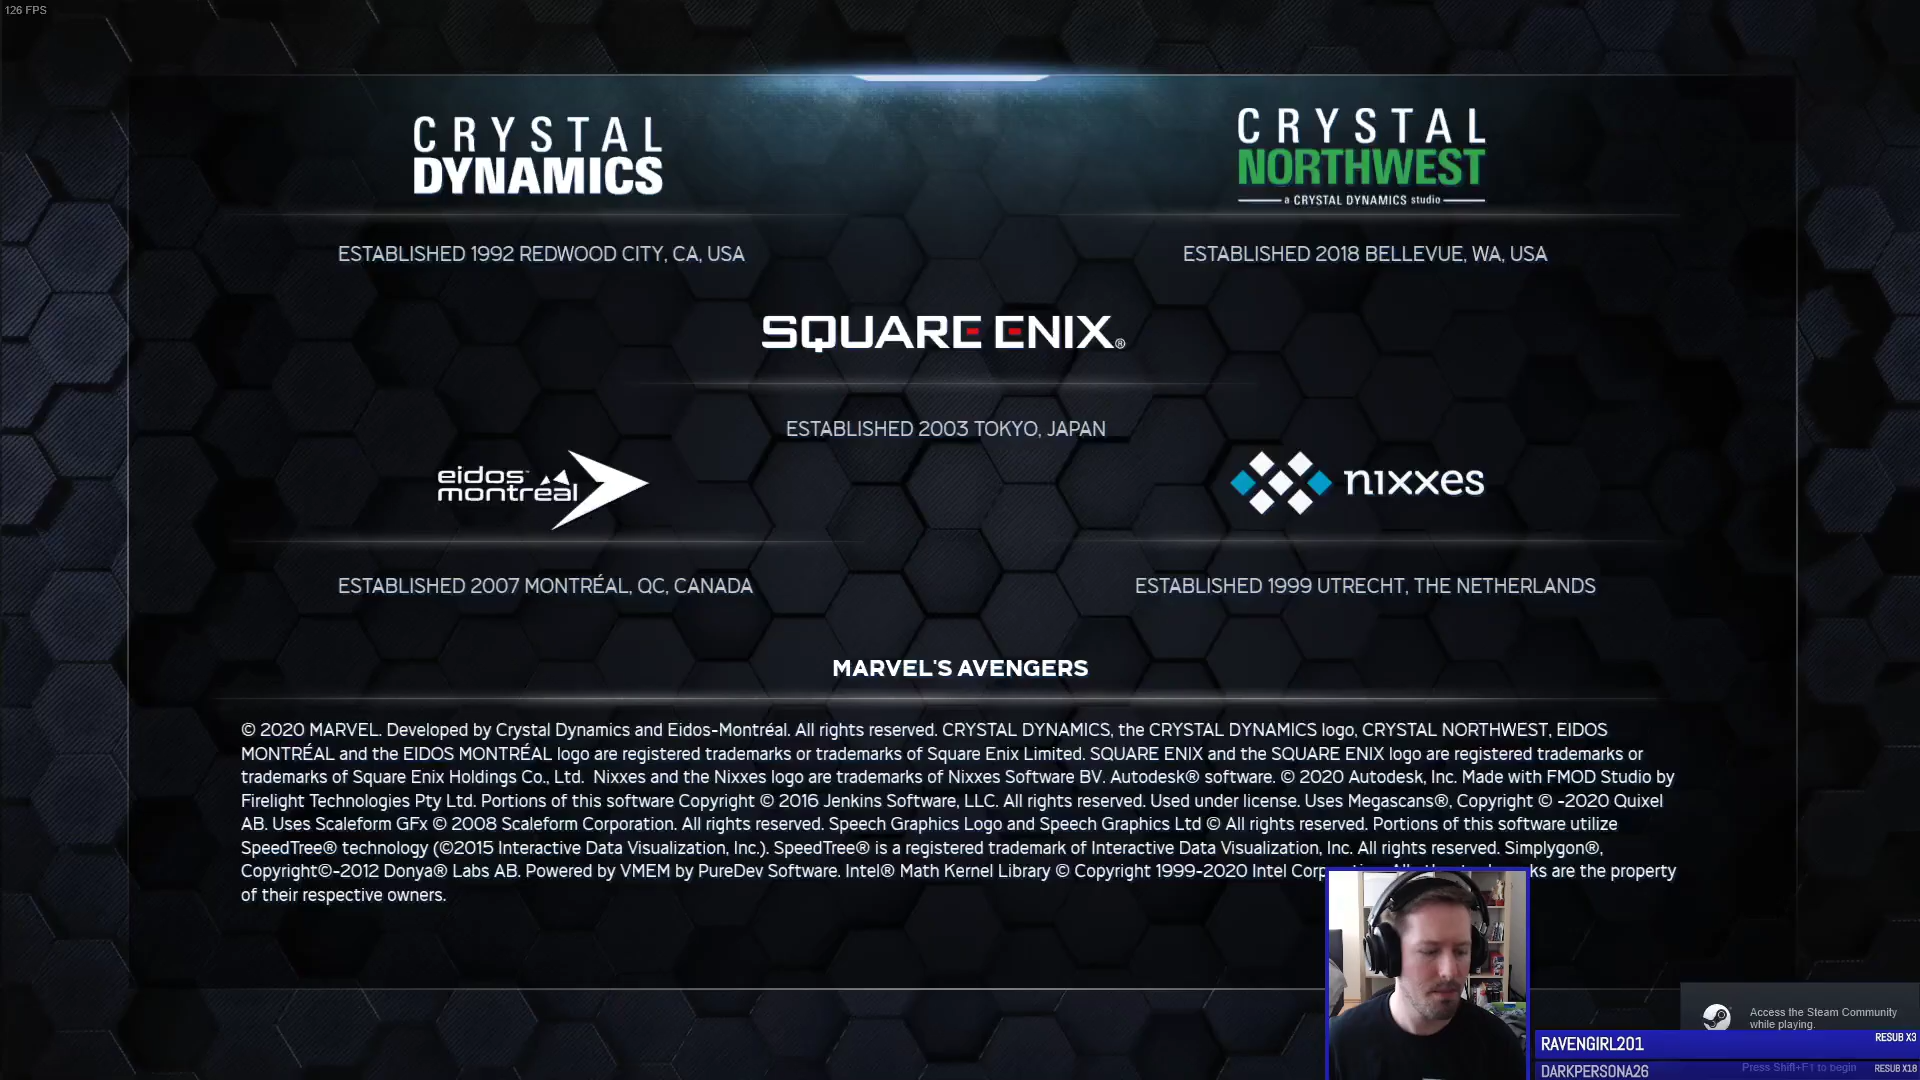 126 FPS
CRYSTAL
DYNAMICS
CRYSTAL
NORTHWEST
a CRYSTAL DYNAMICS studio
ESTABLISHED 1992 REDWOOD CITY, CA, USA
ESTABLISHED 2018 BELLEVUE, WA, USA
SQUARE ENIX®
ESTABLISHED 2003 TOKYO, JAPAN
eidos™
montréal
nixxes
ESTABLISHED 2007 MONTRÉAL, QC, CANADA
ESTABLISHED 1999 UTRECHT, THE NETHERLANDS
MARVEL'S AVENGERS
© 2020 MARVEL. Developed by Crystal Dynamics and Eidos-Montréal. All rights reserved. CRYSTAL DYNAMICS, the CRYSTAL DYNAMICS logo, CRYSTAL NORTHWEST, EIDOS
MONTRÉAL and the EIDOS MONTRÉAL logo are registered trademarks or trademarks of Square Enix Limited. SQUARE ENIX and the SQUARE ENIX logo are registered trademarks or
trademarks of Square Enix Holdings Co., Ltd.  Nixxes and the Nixxes logo are trademarks of Nixxes Software BV. Autodesk® software. © 2020 Autodesk, Inc. Made with FMOD Studio by
Firelight Technologies Pty Ltd. Portions of this software Copyright © 2016 Jenkins Software, LLC. All rights reserved. Used under license. Uses Megascans®, Copyright © -2020 Quixel
AB. Uses Scaleform GFx © 2008 Scaleform Corporation. All rights reserved. Speech Graphics Logo and Speech Graphics Ltd © All rights reserved. Portions of this software utilize
SpeedTree® technology (©2015 Interactive Data Visualization, Inc.). SpeedTree® is a registered trademark of Interactive Data Visualization, Inc. All rights reserved. Simplygon®,
Copyright©-2012 Donya® Labs AB. Powered by VMEM by PureDev Software. Intel® Math Kernel Library © Copyright 1999-2020 Intel are the property
of their respective owners.
Access the Steam Community
while playing.
RAVENGIRL201 RESUB X3
DARKPERSONA26 Press Shift+F1 to begin RESUB X18